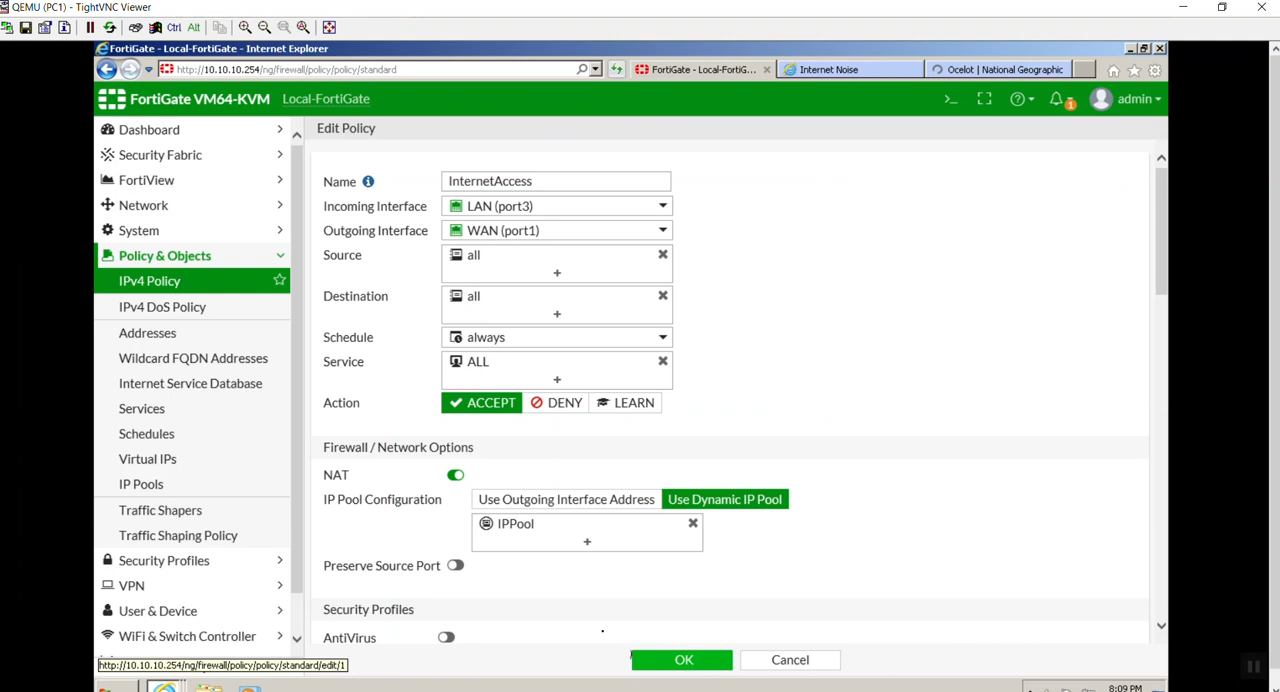 QEMU (PC1) - TightVNC Viewer
Ctrl Alt
FortiGate - Local-FortiGate - Internet Explorer
http://10.10.10.254/ng/firewall/policy/policy/standard
FortiGate - Local-FortiG...
Internet Noise
Ocelot | National Geographic
FortiGate VM64-KVM Local-FortiGate
>_
1
admin
Dashboard
Security Fabric
FortiView
Network
System
Policy & Objects
IPv4 Policy
IPv4 DoS Policy
Addresses
Wildcard FQDN Addresses
Internet Service Database
Services
Schedules
Virtual IPs
IP Pools
Traffic Shapers
Traffic Shaping Policy
Security Profiles
VPN
User & Device
WiFi & Switch Controller
http://10.10.10.254/ng/firewall/policy/policy/standard/edit/1
Edit Policy
Name InternetAccess
Incoming Interface LAN (port3)
Outgoing Interface WAN (port1)
Source all
+
Destination all
+
Schedule always
Service ALL
+
Action ACCEPT DENY LEARN
Firewall / Network Options
NAT
IP Pool Configuration Use Outgoing Interface Address Use Dynamic IP Pool
IPPool
+
Preserve Source Port
Security Profiles
AntiVirus
OK Cancel
8:09 PM